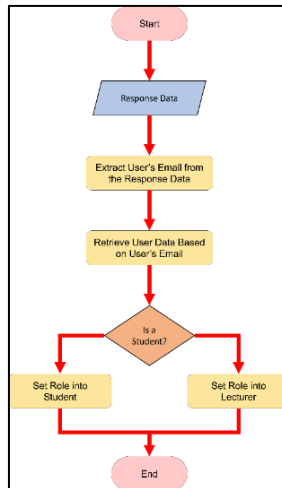 Start
Response Data
Extract User's Email from
the Response Data
Retrieve User Data Based
on User's Email
Is a
Student?
Set Role into
Student
Set Role into
Lecturer
End